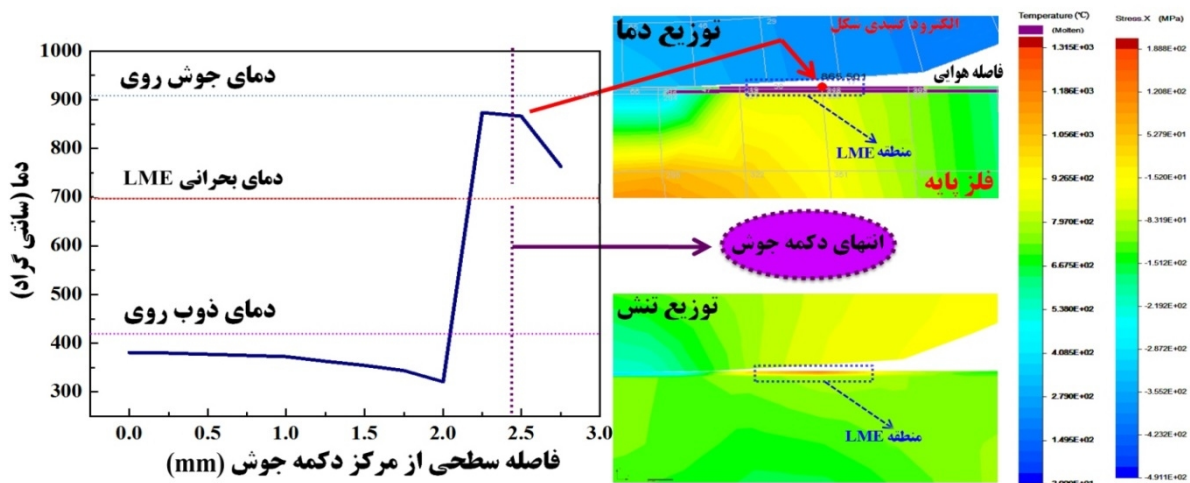 دما (سانتی گراد)
1000
900
800
700
600
500
400
300
دمای جوش روی
دمای بحرانی LME
دمای ذوب روی
0.0 0.5 1.0 1.5 2.0 2.5 3.0
فاصله سطحی از مرکز دکمه جوش (mm)
توزیع دما
الکترود گنبدی شکل
865.501
فاصله هوایی
منطقه LME
فلز پایه
انتهای دکمه جوش
توزیع تنش
منطقه LME
Temperature (°C)
(Molten)
1.315E+03
1.186E+03
1.056E+03
9.265E+02
7.970E+02
6.675E+02
5.380E+02
4.085E+02
2.790E+02
1.495E+02
Stress.X (MPa)
1.888E+02
1.208E+02
5.279E+01
-1.520E+01
-8.319E+01
-1.512E+02
-2.192E+02
-2.872E+02
-3.552E+02
-4.232E+02
-4.911E+02